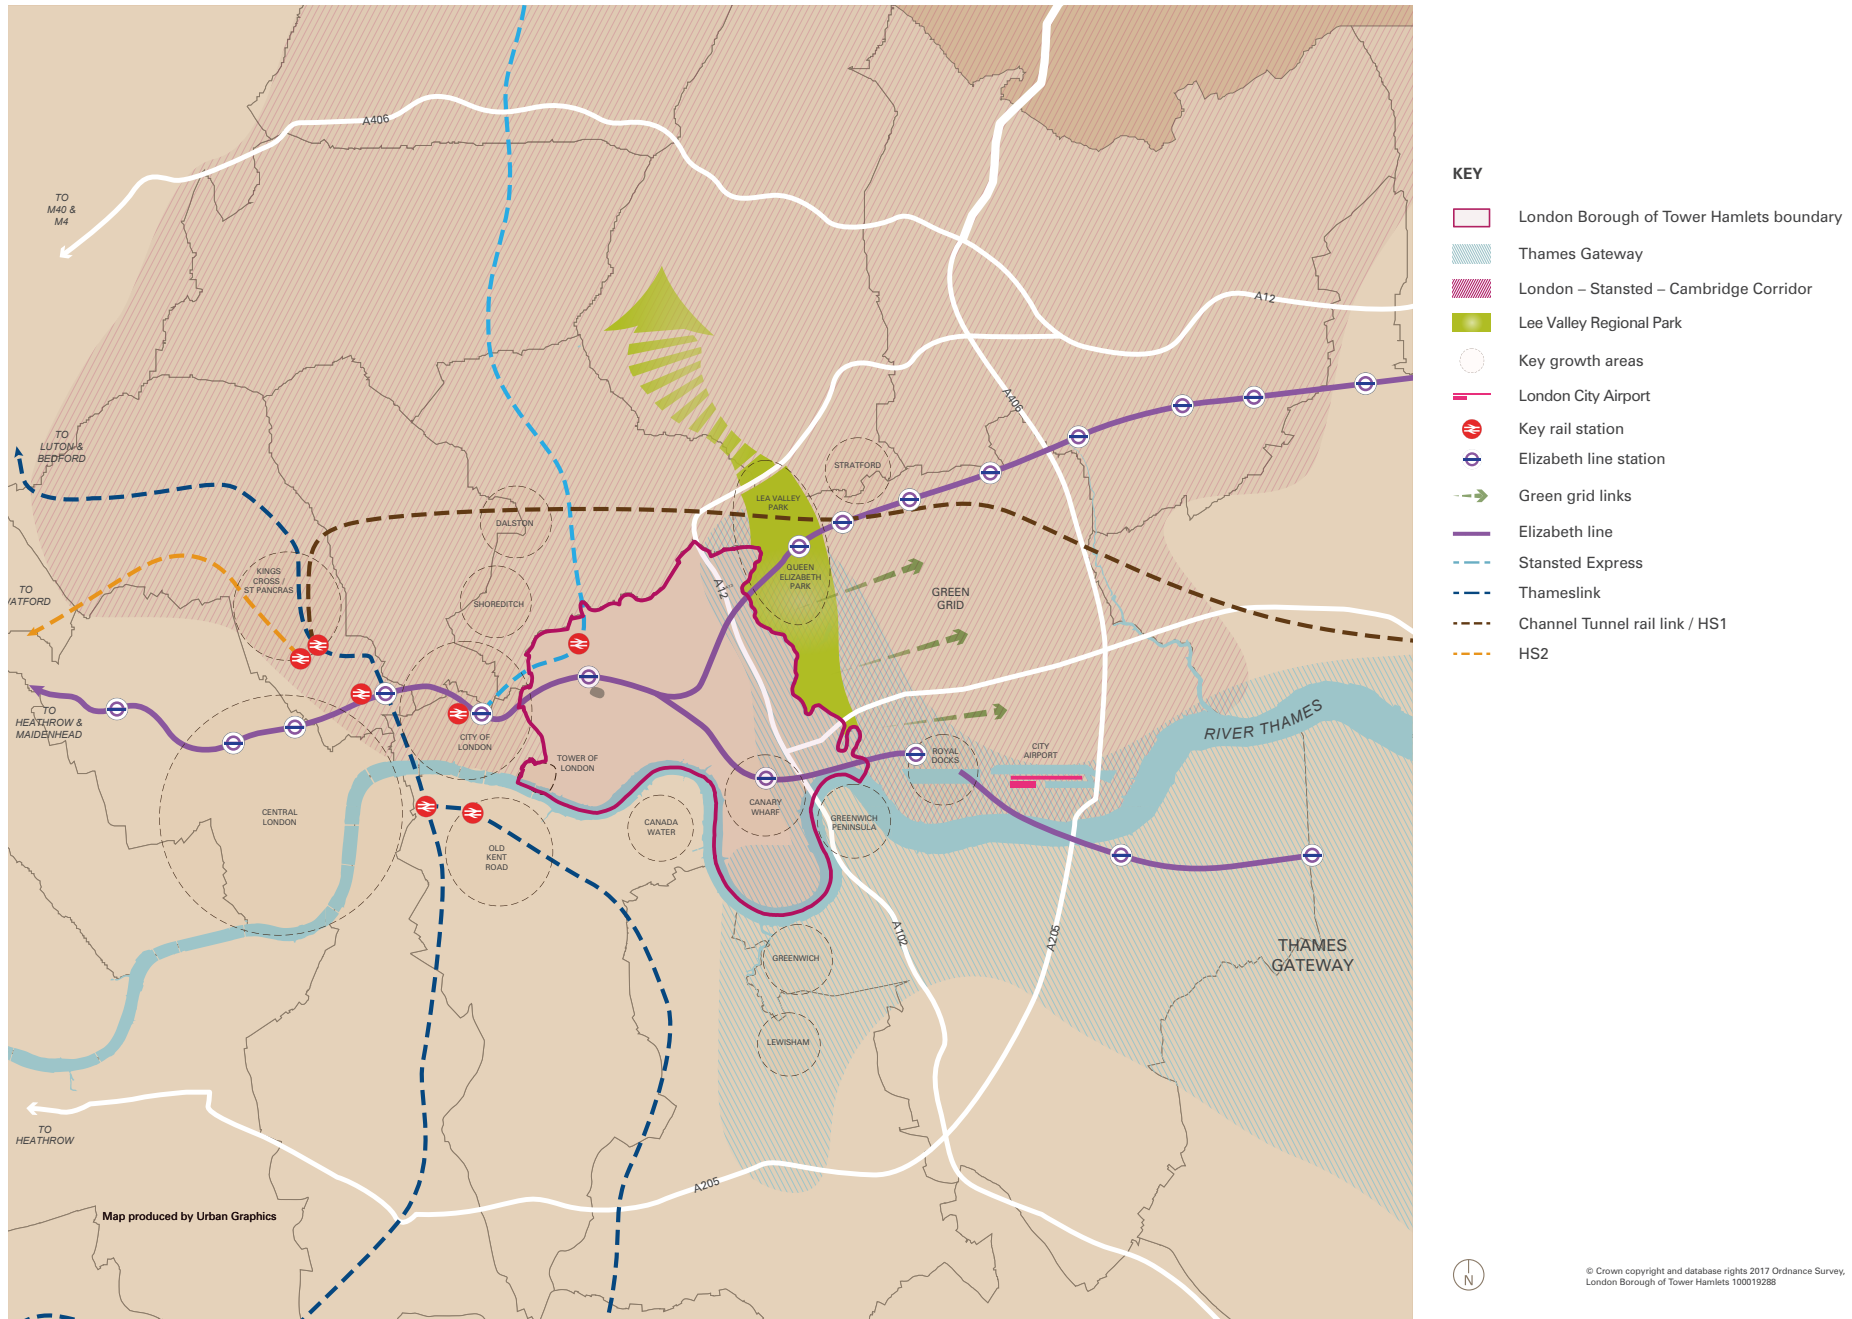 A406
TO
M40 &
M4
A12
A406
TO
LUTON &
BEDFORD
STRATFORD
LEA VALLEY
PARK
DALSTON
KINGS
CROSS /
ST PANCRAS
QUEEN
ELIZABETH
PARK
A12
GREEN
GRID
SHOREDITCH
TO
WATFORD
TO
HEATHROW &
MAIDENHEAD
CITY OF
LONDON
TOWER OF
LONDON
ROYAL
DOCKS
CITY
AIRPORT
RIVER THAMES
CENTRAL
LONDON
CANARY
WHARF
CANADA
WATER
GREENWICH
PENINSULA
OLD
KENT
ROAD
A102
A205
THAMES
GATEWAY
GREENWICH
LEWISHAM
TO
HEATHROW
A205
Map produced by Urban Graphics
KEY
London Borough of Tower Hamlets boundary
Thames Gateway
London – Stansted – Cambridge Corridor
Lee Valley Regional Park
Key growth areas
London City Airport
Key rail station
Elizabeth line station
Green grid links
Elizabeth line
Stansted Express
Thameslink
Channel Tunnel rail link / HS1
HS2
N
© Crown copyright and database rights 2017 Ordnance Survey,
London Borough of Tower Hamlets 100019288